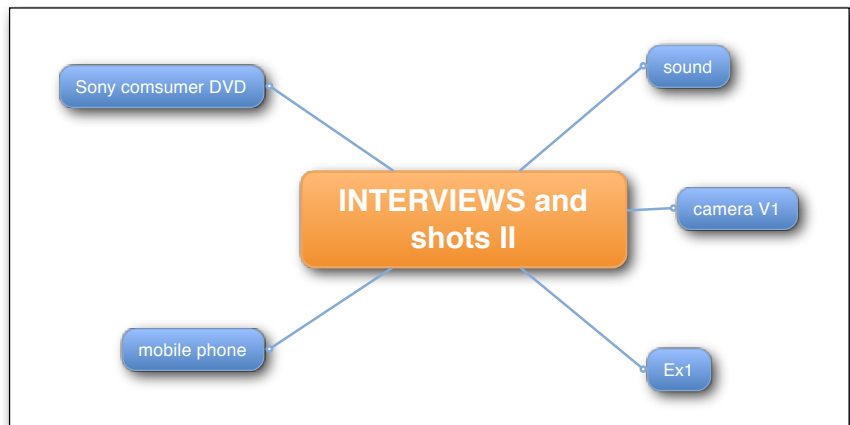 Sony comsumer DVD
sound
INTERVIEWS and
shots II
camera V1
mobile phone
Ex1